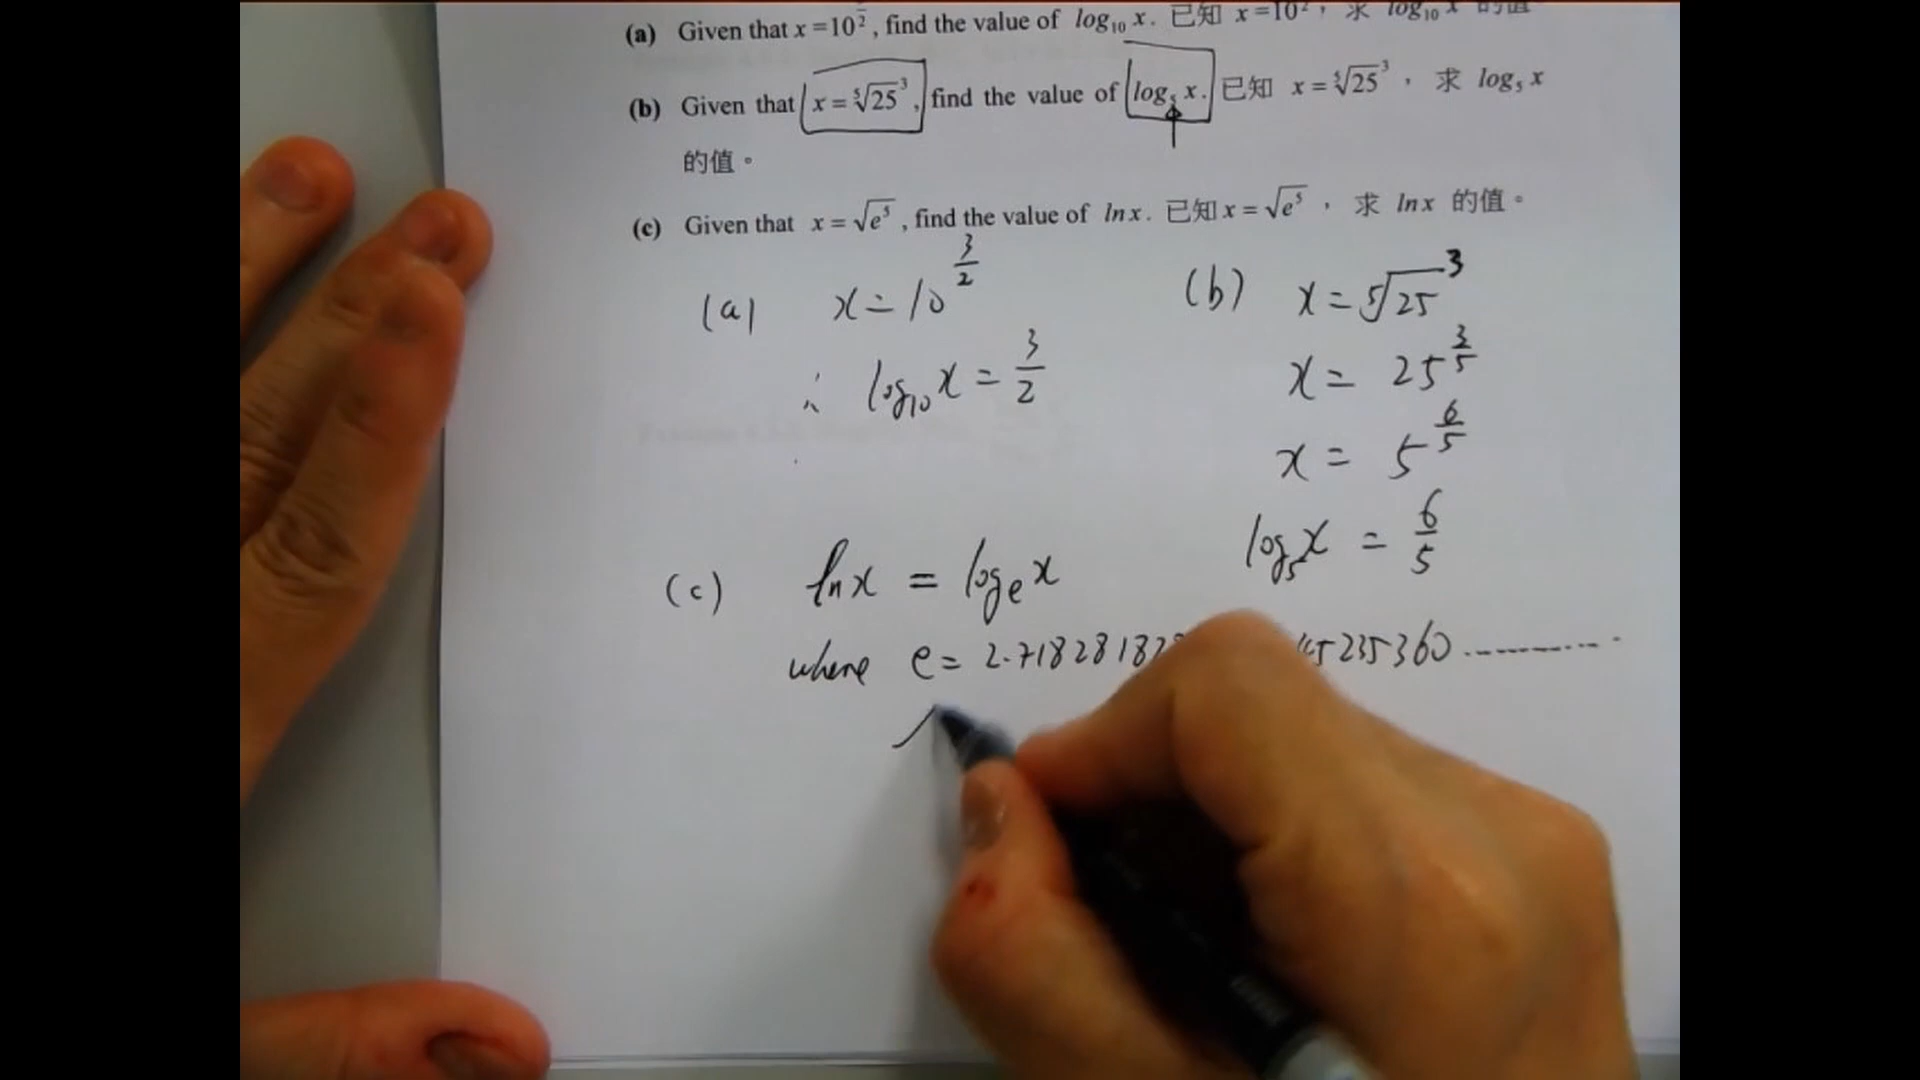 (a) Given that x = 10^{3/2}, find the value of log₁₀ x. 已知 x = 10^{3/2}, 求 log₁₀ x 的值
(b) Given that x = ⁵√25³, find the value of log₅ x. 已知 x = ⁵√25³, 求 log₅ x
的值。
(c) Given that x = √e⁵, find the value of ln x. 已知 x = √e⁵, 求 ln x 的值。
(a) x = 10^{3/2}
∴ log₁₀ x = 3/2
(b) x = ⁵√25³
x = 25^{3/5}
x = 5^{6/5}
log₅ x = 6/5
(c) ln x = logₑ x
where e = 2.718281828 45235360 ..........